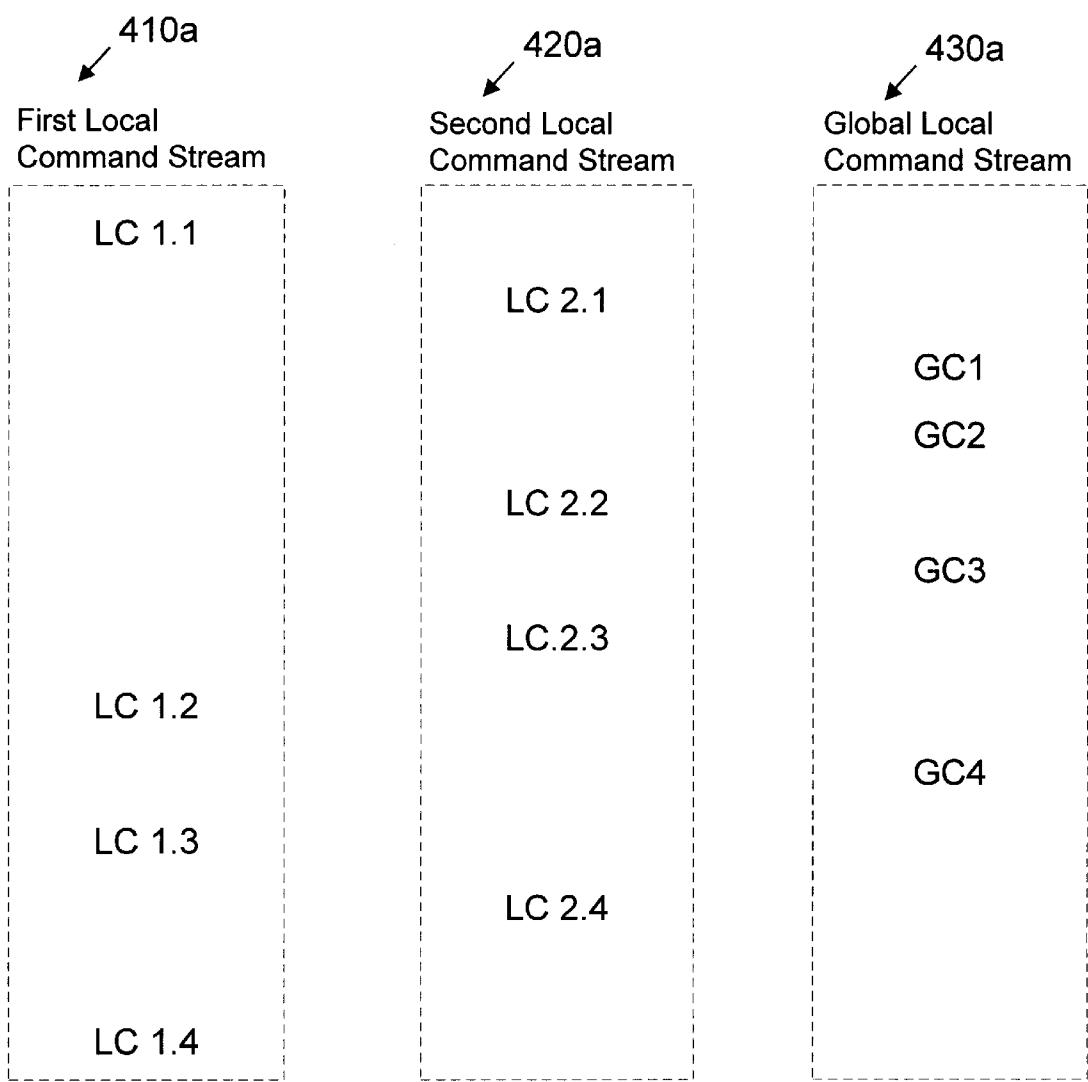 410a
420a
430a
First Local
Command Stream
Second Local
Command Stream
Global Local
Command Stream
LC 1.1
LC 2.1
GC1
GC2
LC 2.2
GC3
LC.2.3
LC 1.2
GC4
LC 1.3
LC 2.4
LC 1.4